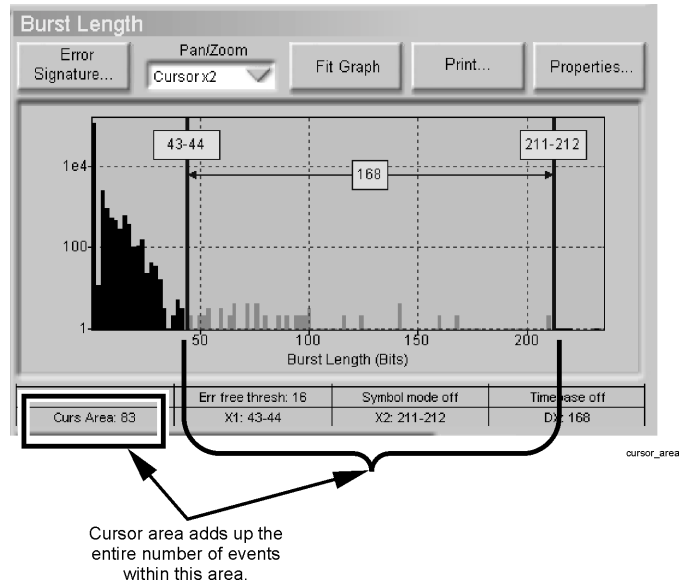 Burst Length
Error
Signature...
Pan/Zoom
Cursor x2
Fit Graph
Print...
Properties...
43-44
211-212
168
1e4
100
1
50
100
150
200
Burst Length (Bits)
Err free thresh: 16
Symbol mode off
Timebase off
Curs Area: 83
X1: 43-44
X2: 211-212
DX: 168
cursor_area
Cursor area adds up the
entire number of events
within this area.